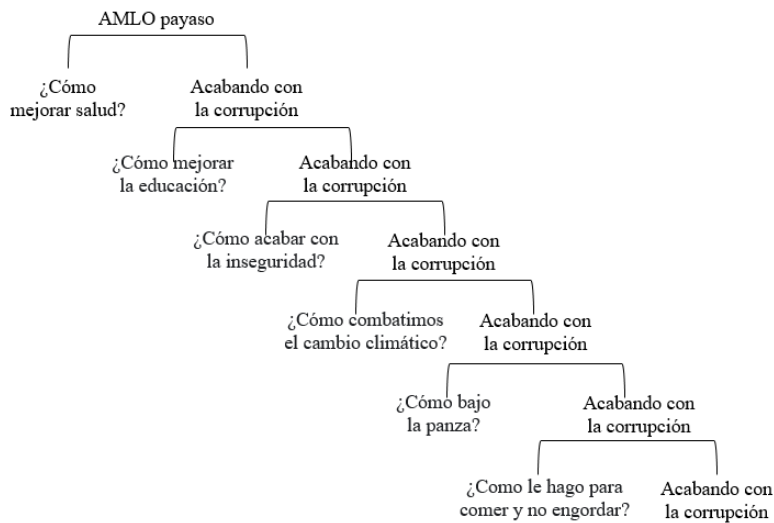 AMLO payaso
¿Cómo
mejorar salud?
Acabando con
la corrupción
¿Cómo mejorar
la educación?
Acabando con
la corrupción
¿Cómo acabar con
la inseguridad?
Acabando con
la corrupción
¿Cómo combatimos
el cambio climático?
Acabando con
la corrupción
¿Cómo bajo
la panza?
Acabando con
la corrupción
¿Como le hago para
comer y no engordar?
Acabando con
la corrupción